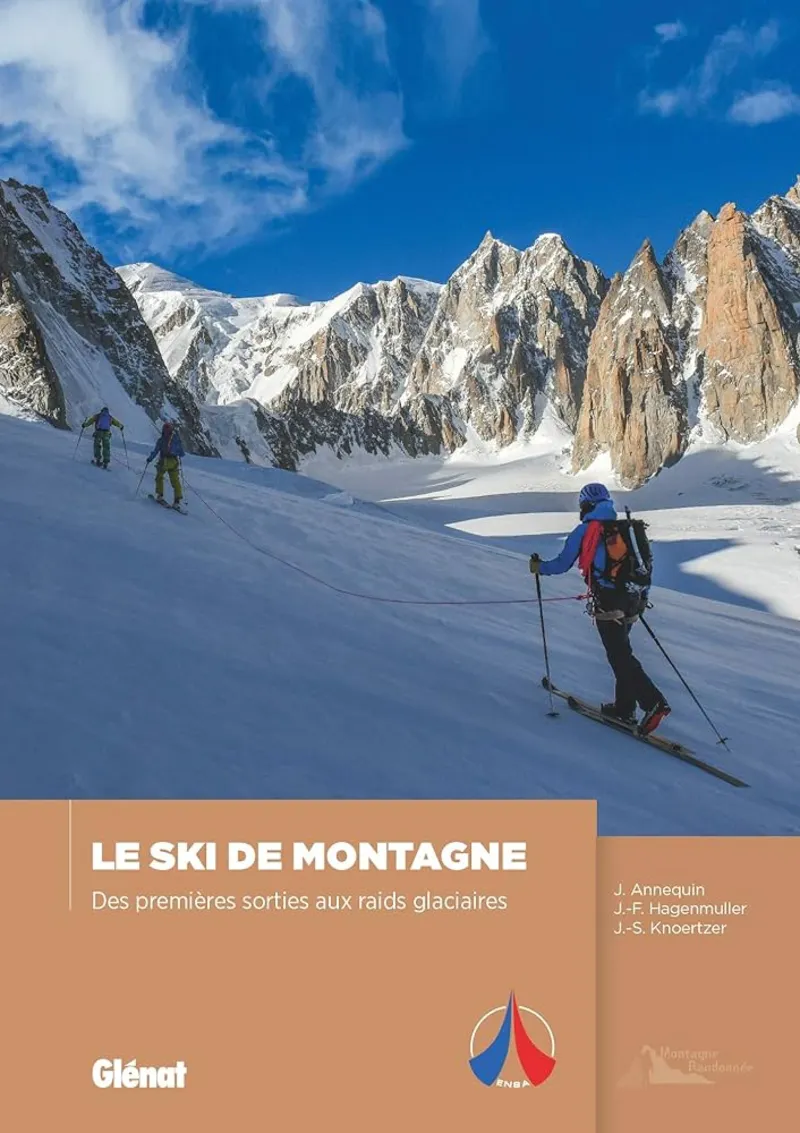 LE SKI DE MONTAGNE
Des premières sorties aux raids glaciaires
J. Annequin
J.-F. Hagenmuller
J.-S. Knoertzer
ENSA
Glénat
Montagne
Randonnée